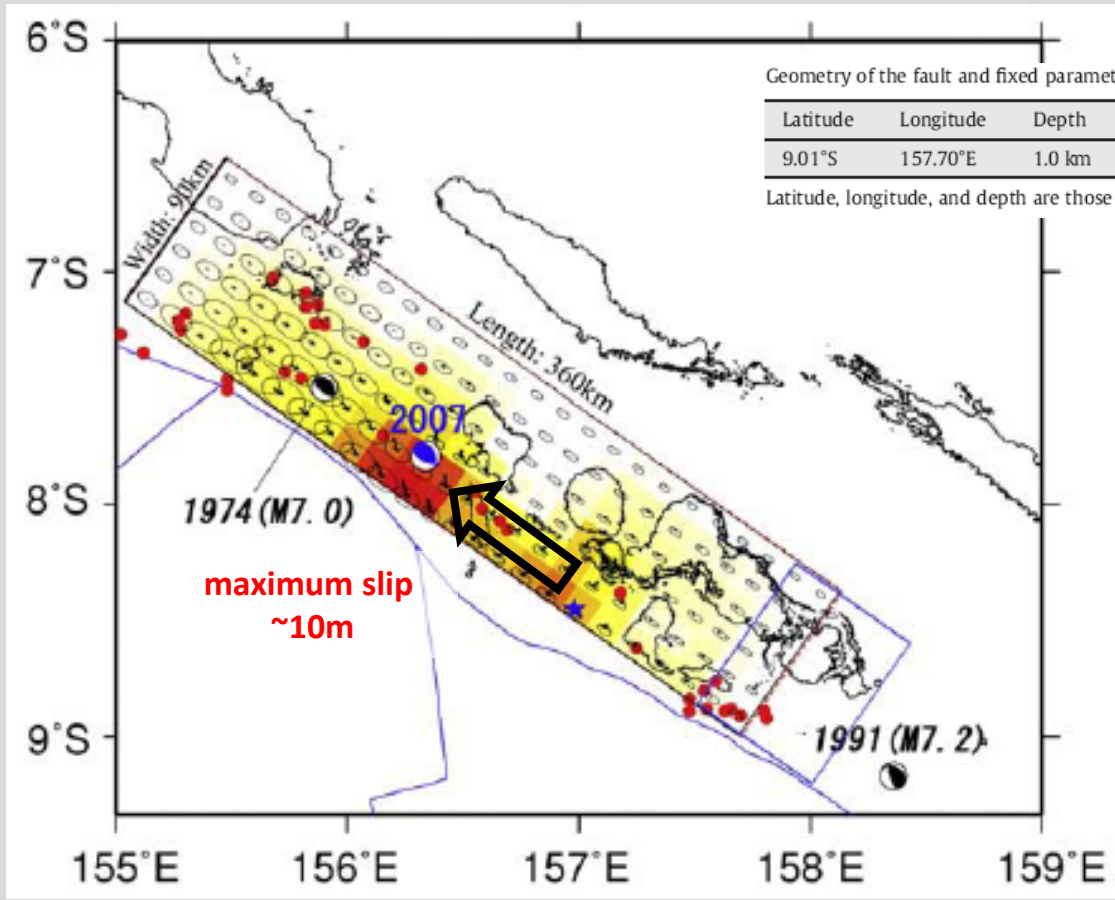 6°S
Geometry of the fault and fixed paramet
Latitude Longitude Depth
9.01°S 157.70°E 1.0 km
Latitude, longitude, and depth are those
Width: 90km
7°S
Length: 360km
2007
8°S
1974(M7.0)
maximum slip
~10m
9°S
1991(M7.2)
155°E 156°E 157°E 158°E 159°E